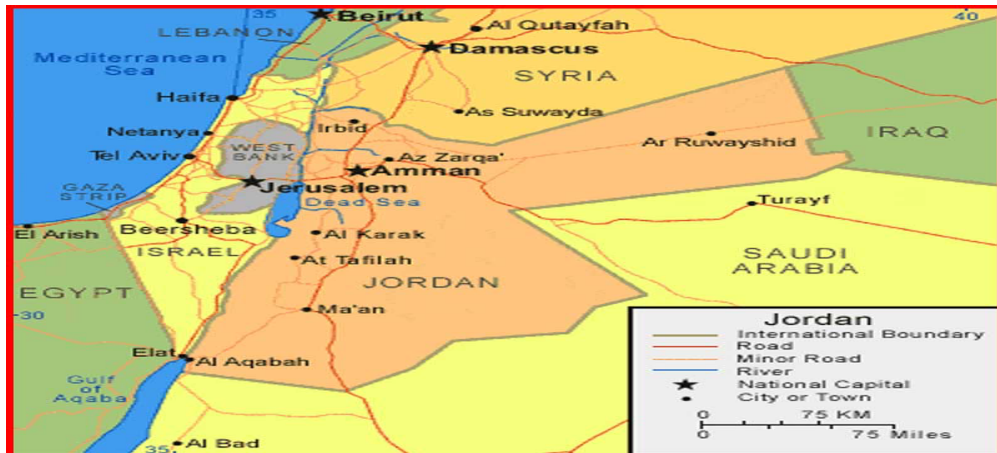 35
Beirut
40
Al Qutayfah
LEBANON
Damascus
Mediterranean
Sea
SYRIA
Haifa
As Suwayda
Netanya
Irbid
Ar Ruwayshid
IRAQ
Tel Aviv
WEST
BANK
Az Zarqa'
Amman
GAZA
STRIP
Jerusalem
Dead Sea
Turayf
El Arish
Beersheba
Al Karak
ISRAEL
At Tafilah
SAUDI
ARABIA
EGYPT
JORDAN
30
Ma'an
Elat
Al Aqabah
Gulf
of
Aqaba
35
Al Bad
Jordan
International Boundary
Road
Minor Road
River
National Capital
City or Town
0 75 KM
0 75 Miles